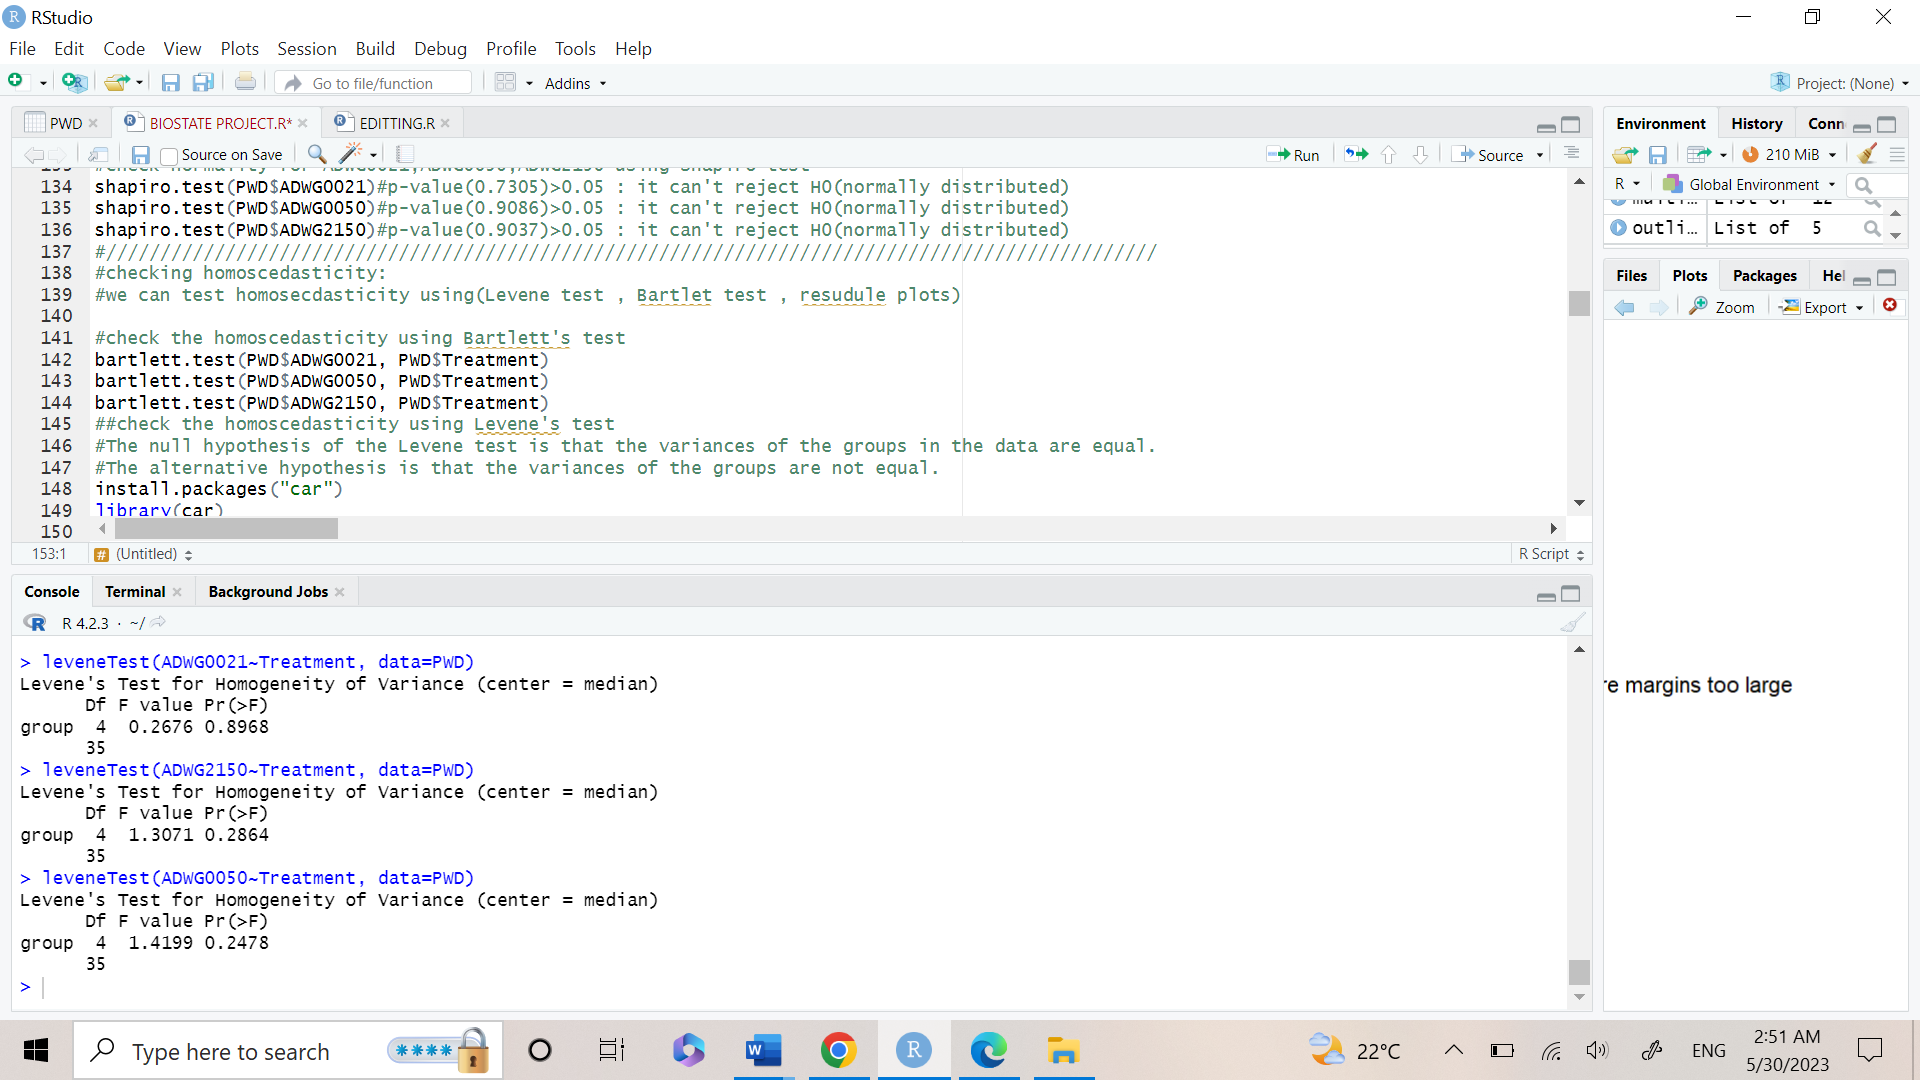 RStudio
File Edit Code View Plots Session Build Debug Profile Tools Help
Go to file/function Addins Project: (None)
PWD BIOSTATE PROJECT.R* EDITTING.R
Source on Save Run Source
134 shapiro.test(PWD$ADWG0021)#p-value(0.7305)>0.05 : it can't reject H0(normally distributed)
135 shapiro.test(PWD$ADWG0050)#p-value(0.9086)>0.05 : it can't reject H0(normally distributed)
136 shapiro.test(PWD$ADWG2150)#p-value(0.9037)>0.05 : it can't reject H0(normally distributed)
137 #/////////////////////////////////////////////////////////////////////////////////////////////////
138 #checking homoscedasticity:
139 #we can test homosecdasticity using(Levene test , Bartlet test , resudule plots)
140
141 #check the homoscedasticity using Bartlett's test
142 bartlett.test(PWD$ADWG0021, PWD$Treatment)
143 bartlett.test(PWD$ADWG0050, PWD$Treatment)
144 bartlett.test(PWD$ADWG2150, PWD$Treatment)
145 ##check the homoscedasticity using Levene's test
146 #The null hypothesis of the Levene test is that the variances of the groups in the data are equal.
147 #The alternative hypothesis is that the variances of the groups are not equal.
148 install.packages("car")
149 library(car)
150
153:1 # (Untitled) R Script
Console Terminal Background Jobs
R 4.2.3 · ~/
> leveneTest(ADWG0021~Treatment, data=PWD)
Levene's Test for Homogeneity of Variance (center = median)
Df F value Pr(>F)
group 4 0.2676 0.8968
35
> leveneTest(ADWG2150~Treatment, data=PWD)
Levene's Test for Homogeneity of Variance (center = median)
Df F value Pr(>F)
group 4 1.3071 0.2864
35
> leveneTest(ADWG0050~Treatment, data=PWD)
Levene's Test for Homogeneity of Variance (center = median)
Df F value Pr(>F)
group 4 1.4199 0.2478
35
>
Environment History Conn
210 MiB
R Global Environment
outli... List of 5
Files Plots Packages Hel
Zoom Export
re margins too large
Type here to search
22°C ENG 2:51 AM
5/30/2023